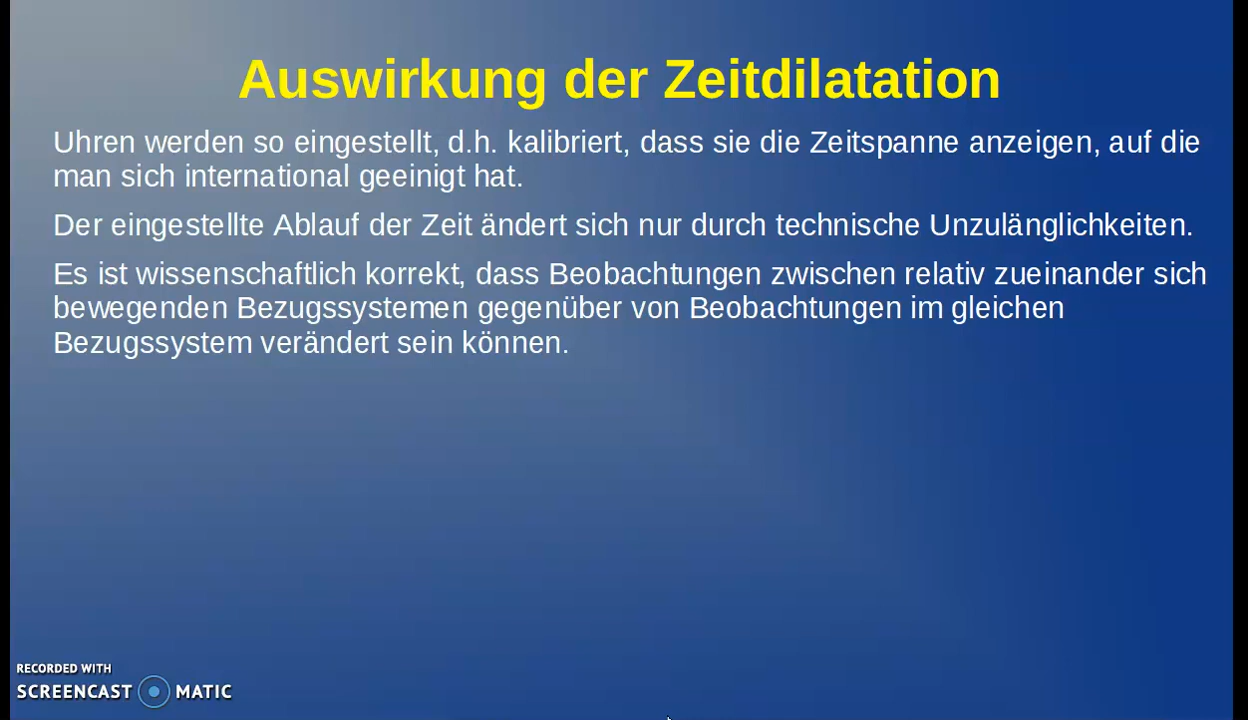 Auswirkung der Zeitdilatation
Uhren werden so eingestellt, d.h. kalibriert, dass sie die Zeitspanne anzeigen, auf die
man sich international geeinigt hat.
Der eingestellte Ablauf der Zeit ändert sich nur durch technische Unzulänglichkeiten.
Es ist wissenschaftlich korrekt, dass Beobachtungen zwischen relativ zueinander sich
bewegenden Bezugssystemen gegenüber von Beobachtungen im gleichen
Bezugssystem verändert sein können.
RECORDED WITH
SCREENCAST MATIC